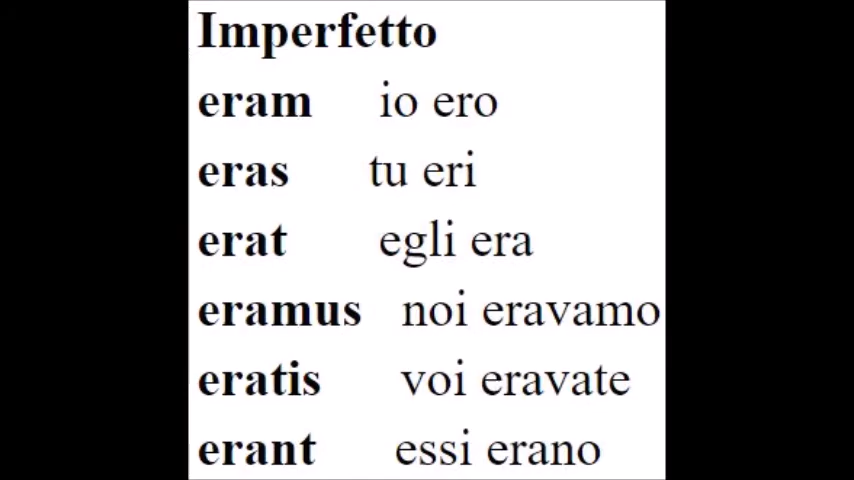 Imperfetto
eram io ero
eras tu eri
erat egli era
eramus noi eravamo
eratis voi eravate
erant essi erano